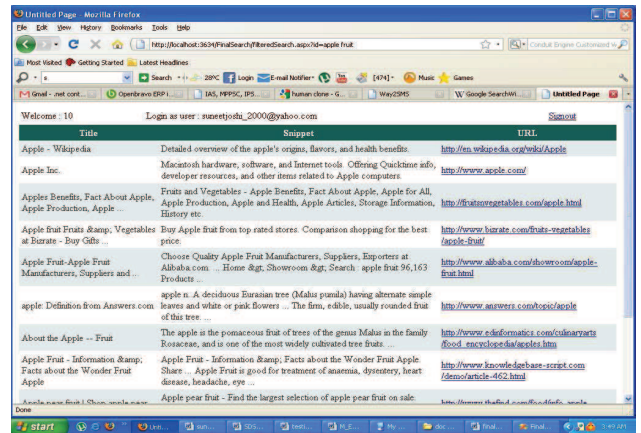 Untitled Page - Mozilla Firefox
File Edit View History Bookmarks Tools Help
http://localhost:3634/FinalSearch/filteredSearch.aspx?id=apple fruit
Conduit Engine Customized W
Most Visited Getting Started Latest Headlines
Search 28°C Login E-mail Notifier [474] Music Games
Gmail - .net cont... Openbravo ERP i... IAS, MPPSC, IPS... human clone - G... Way2SMS Google SearchWi... Untitled Page
Welcome : 10 Login as user : suneetjoshi_2000@yahoo.com Signout
Title Snippet URL
Apple - Wikipedia Detailed overview of the apple's origins, flavors, and health benefits. http://en.wikipedia.org/wiki/Apple
Apple Inc. Macintosh hardware, software, and Internet tools. Offering Quicktime info,
developer resources, and other items related to Apple computers. http://www.apple.com/
Apples Benefits, Fact About Apple,
Apple Production, Apple ... Fruits and Vegetables - Apple Benefits, Fact About Apple, Apple for All,
Apple Production, Apple and Health, Apple Articles, Storage Information,
History etc. http://fruitsnvegetables.com/apple.html
Apple fruit Fruits &amp; Vegetables
at Bizrate - Buy Gifts ... Buy Apple fruit from top rated stores. Comparison shopping for the best
price. http://www.bizrate.com/fruits-vegetables
/apple-fruit/
Apple Fruit-Apple Fruit
Manufacturers, Suppliers and ... Choose Quality Apple Fruit Manufacturers, Suppliers, Exporters at
Alibaba.com. ... Home &gt; Showroom &gt; Search : apple fruit 96,163
Products ... http://www.alibaba.com/showroom/apple-
fruit.html
apple: Definition from Answers.com apple n. A deciduous Eurasian tree (Malus pumila) having alternate simple
leaves and white or pink flowers ... The firm, edible, usually rounded fruit
of this tree. ... http://www.answers.com/topic/apple
About the Apple -- Fruit The apple is the pomaceous fruit of trees of the genus Malus in the family
Rosaceae, and is one of the most widely cultivated tree fruits. ... http://www.edinformatics.com/culinaryarts
/food_encyclopedia/apples.htm
Apple Fruit - Information &amp;
Facts about the Wonder Fruit
Apple Apple Fruit - Information &amp; Facts about the Wonder Fruit Apple
Share ... Apple Fruit is good for treatment of anaemia, dysentery, heart
disease, headache, eye ... http://www.knowledgebase-script.com
/demo/article-462.html
Apple pear fruit - Find the largest selection of apple pear fruit on sale.
Done
start
3:49 AM